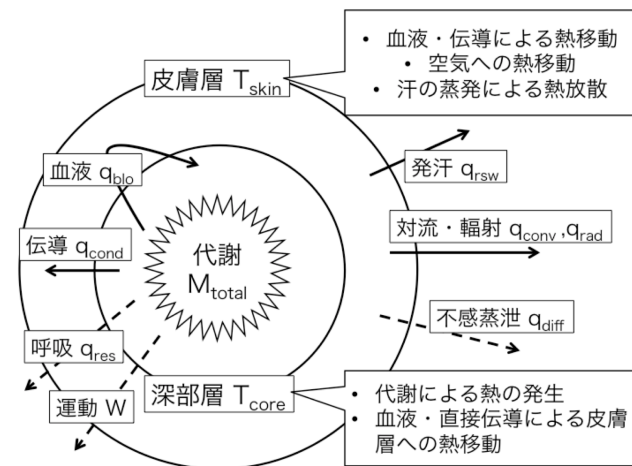 • 血液・伝導による熱移動
• 空気への熱移動
• 汗の蒸発による熱放散
皮膚層 Tskin
血液 qblo
発汗 qrsw
伝導 qcond
代謝
Mtotal
対流・輻射 qconv ,qrad
不感蒸泄 qdiff
呼吸 qres
運動 W
深部層 Tcore
• 代謝による熱の発生
• 血液・直接伝導による皮膚
層への熱移動